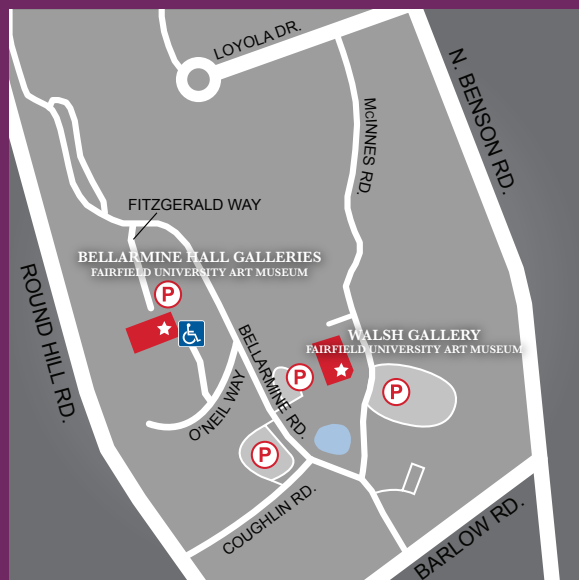 LOYOLA DR.
N. BENSON RD.
McINNES RD.
FITZGERALD WAY
BELLARMINE HALL GALLERIES
FAIRFIELD UNIVERSITY ART MUSEUM
P
ROUND HILL RD.
BELLARMINE RD.
WALSH GALLERY
FAIRFIELD UNIVERSITY ART MUSEUM
P
P
O'NEIL WAY
P
COUGHLIN RD.
BARLOW RD.